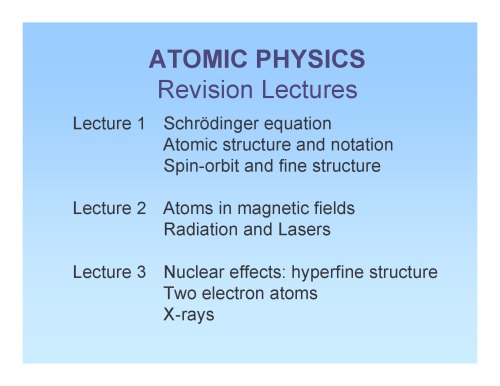 ATOMIC PHYSICS
Revision Lectures
Lecture 1 Schrödinger equation
Atomic structure and notation
Spin-orbit and fine structure
Lecture 2 Atoms in magnetic fields
Radiation and Lasers
Lecture 3 Nuclear effects: hyperfine structure
Two electron atoms
X-rays